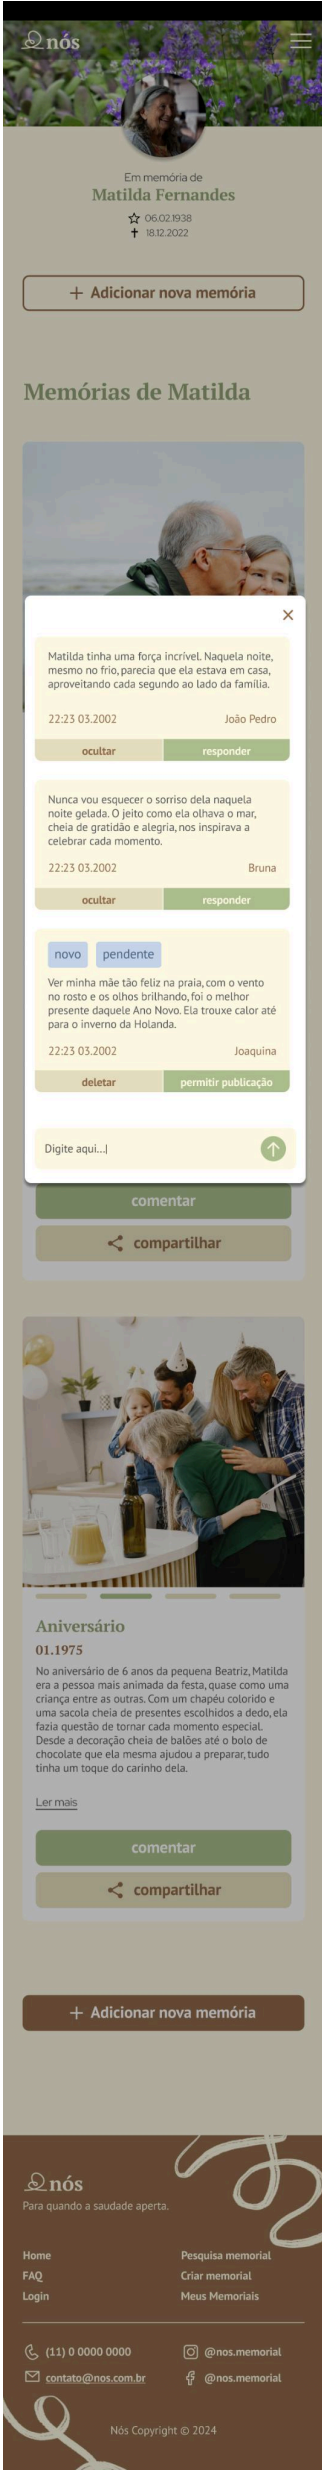 nós
Em memória de
Matilda Fernandes
06.02.1938
18.12.2022
+ Adicionar nova memória
Memórias de Matilda
Matilda tinha uma força incrível. Naquela noite,
mesmo no frio, parecia que ela estava em casa,
aproveitando cada segundo ao lado da família.
22:23 03.2002 João Pedro
ocultar responder
Nunca vou esquecer o sorriso dela naquela
noite gelada. O jeito como ela olhava o mar,
cheia de gratidão e alegria, nos inspirava a
celebrar cada momento.
22:23 03.2002 Bruna
ocultar responder
novo pendente
Ver minha mãe tão feliz na praia, com o vento
no rosto e os olhos brilhando, foi o melhor
presente daquele Ano Novo. Ela trouxe calor até
para o inverno da Holanda.
22:23 03.2002 Joaquina
deletar permitir publicação
Digite aqui...|
comentar
compartilhar
Aniversário
01.1975
No aniversário de 6 anos da pequena Beatriz, Matilda
era a pessoa mais animada da festa, quase como uma
criança entre as outras. Com um chapéu colorido e
uma sacola cheia de presentes escolhidos a dedo, ela
fazia questão de tornar cada momento especial.
Desde a decoração cheia de balões até o bolo de
chocolate que ela mesma ajudou a preparar, tudo
tinha um toque do carinho dela.
Ler mais
comentar
compartilhar
+ Adicionar nova memória
nós
Para quando a saudade aperta.
Home Pesquisa memorial
FAQ Criar memorial
Login Meus Memoriais
(11) 0 0000 0000 @nos.memorial
contato@nos.com.br @nos.memorial
Nós Copyright © 2024